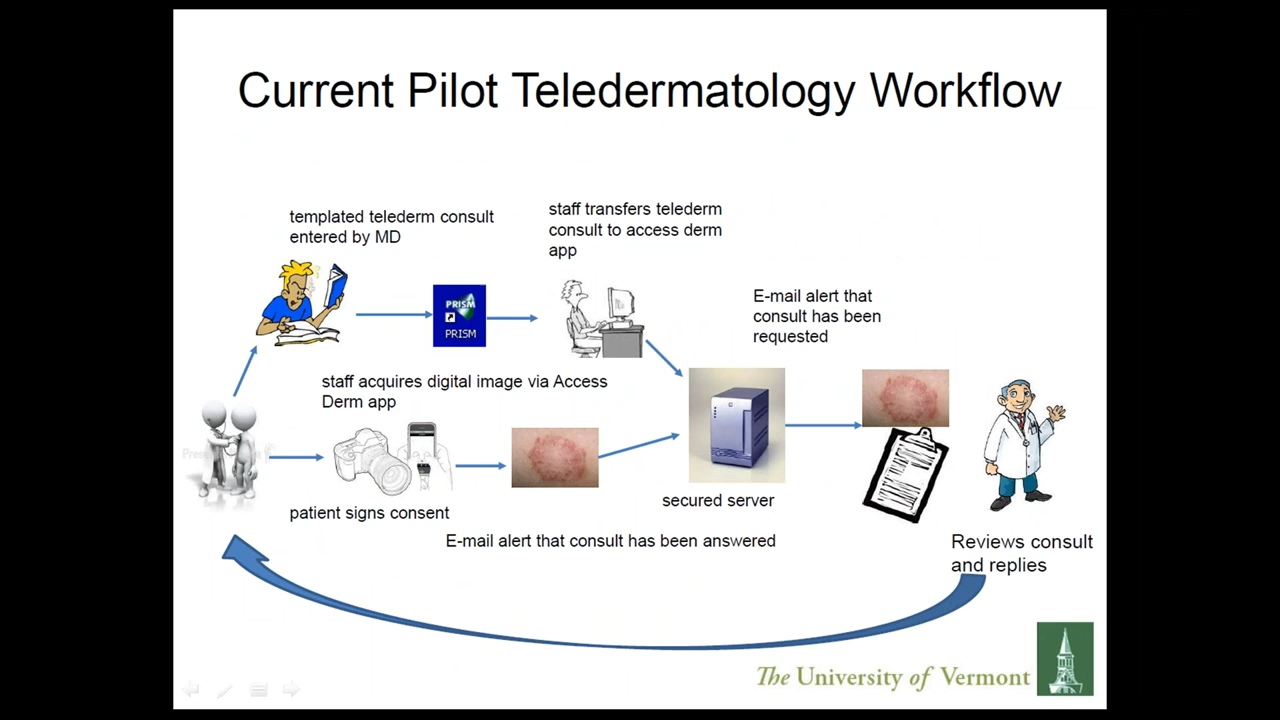 Current Pilot Teledermatology Workflow
templated telederm consult
entered by MD
staff transfers telederm
consult to access derm
app
E-mail alert that
consult has been
requested
PRISM
PRISM
staff acquires digital image via Access
Derm app
patient signs consent
secured server
E-mail alert that consult has been answered
Reviews consult
and replies
The University of Vermont